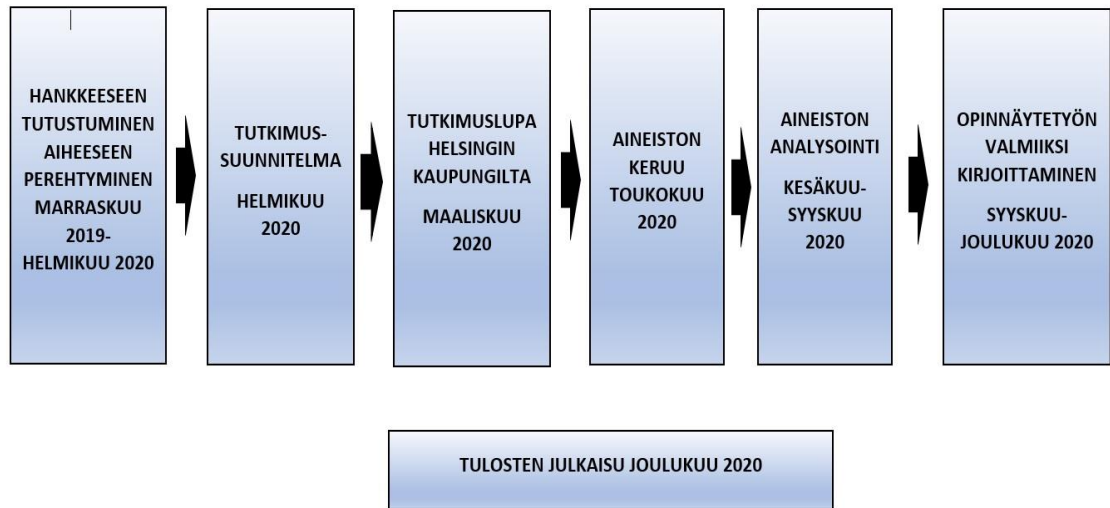 HANKKEESEEN
TUTUSTUMINEN
AIHEESEEN
PEREHTYMINEN
MARRASKUU
2019-
HELMIKUU 2020
TUTKIMUS-
SUUNNITELMA
HELMIKUU
2020
TUTKIMUSLUPA
HELSINGIN
KAUPUNGILTA
MAALISKUU
2020
AINEISTON
KERUU
TOUKOKUU
2020
AINEISTON
ANALYSOINTI
KESÄKUU-
SYYSKUU
2020
OPINNÄYTETYÖN
VALMIIKSI
KIRJOITTAMINEN
SYYSKUU-
JOULUKUU 2020
TULOSTEN JULKAISU JOULUKUU 2020